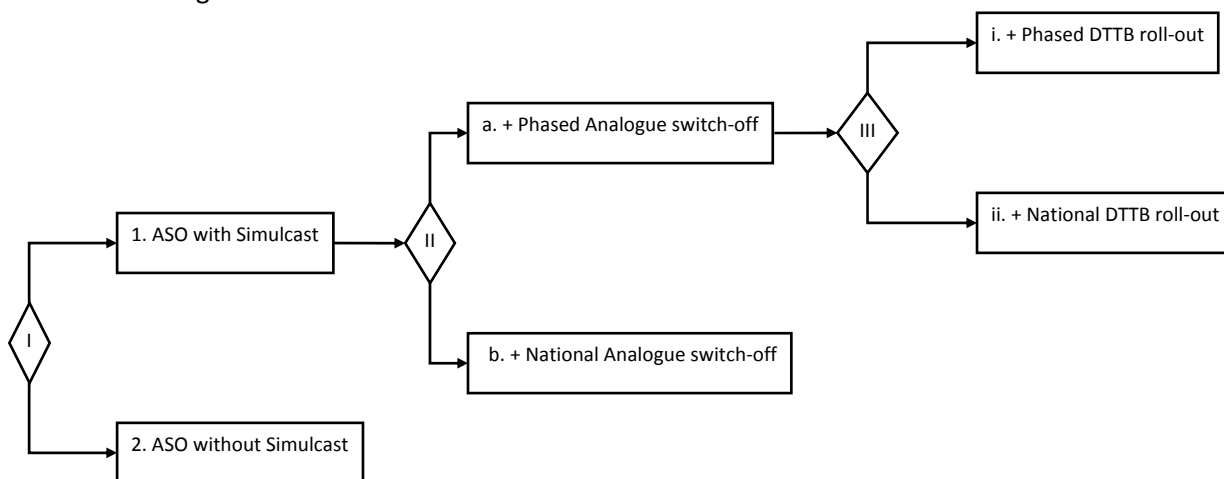 i. + Phased DTTB roll-out
a. + Phased Analogue switch-off
III
ii. + National DTTB roll-out
1. ASO with Simulcast
II
I
b. + National Analogue switch-off
2. ASO without Simulcast